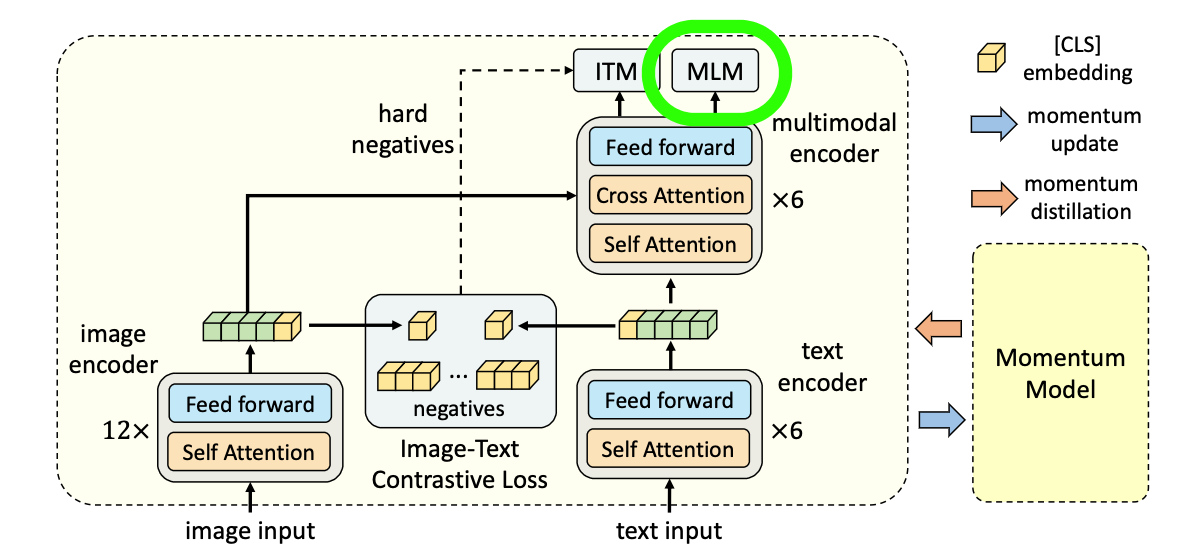 ITM
MLM
[CLS]
embedding
hard
negatives
multimodal
encoder
momentum
update
Feed forward
Cross Attention
×6
momentum
distillation
Self Attention
image
encoder
text
encoder
Momentum
Model
Feed forward
12×
Self Attention
...
negatives
Image-Text
Contrastive Loss
Feed forward
×6
Self Attention
image input
text input